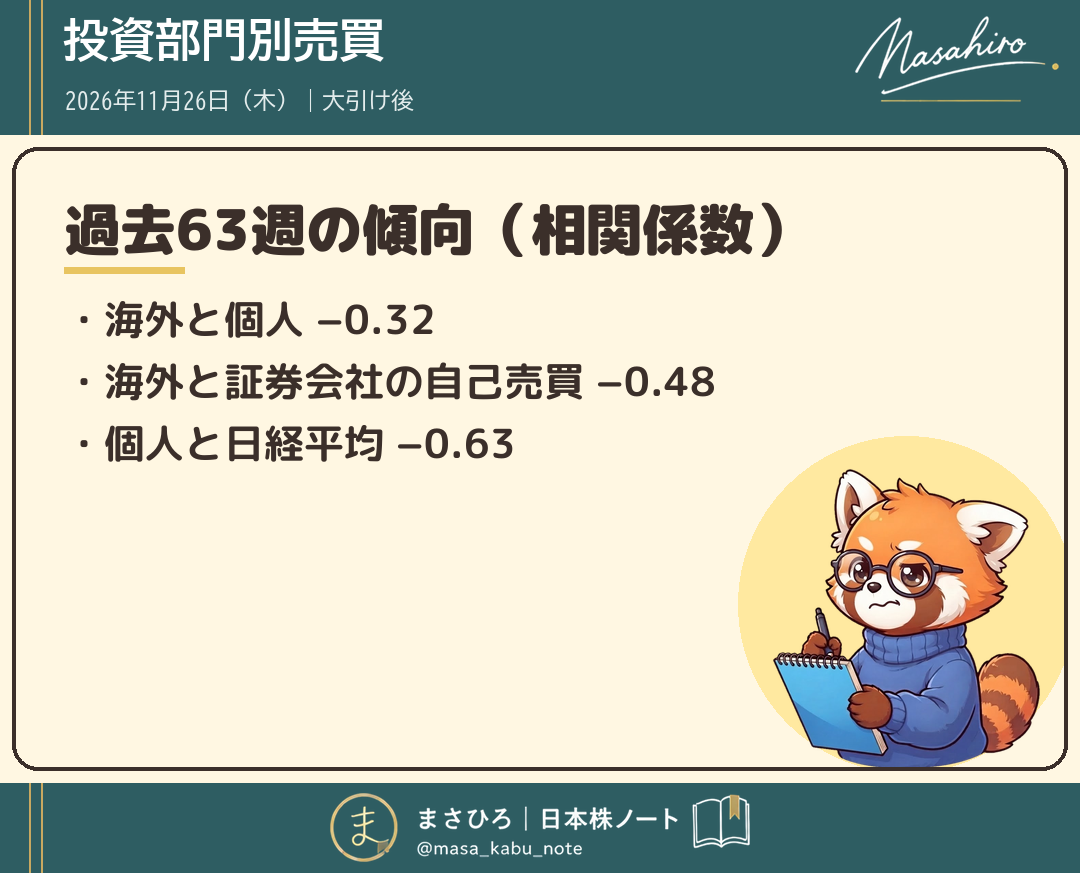 投資部門別売買
2026年11月26日（木）｜大引け後
Masahiro
過去63週の傾向（相関係数）
・海外と個人 −0.32
・海外と証券会社の自己売買 −0.48
・個人と日経平均 −0.63
ま
まさひろ｜日本株ノート
@masa_kabu_note